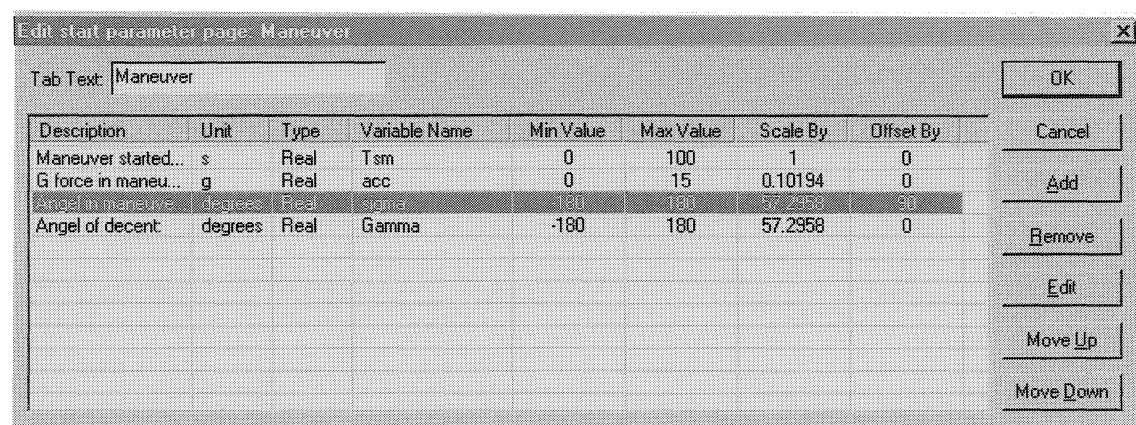 Edit start parameter page: Maneuver
Tab Text: Maneuver
OK
Description Unit Type Variable Name Min Value Max Value Scale By Offset By
Cancel
Maneuver started... s Real Tsm 0 100 1 0
G force in maneu... g Real acc 0 15 0.10194 0
Add
Angel in maneuve... degrees Real sigma -180 180 57.2958 90
Angel of decent: degrees Real Gamma -180 180 57.2958 0
Remove
Edit
Move Up
Move Down